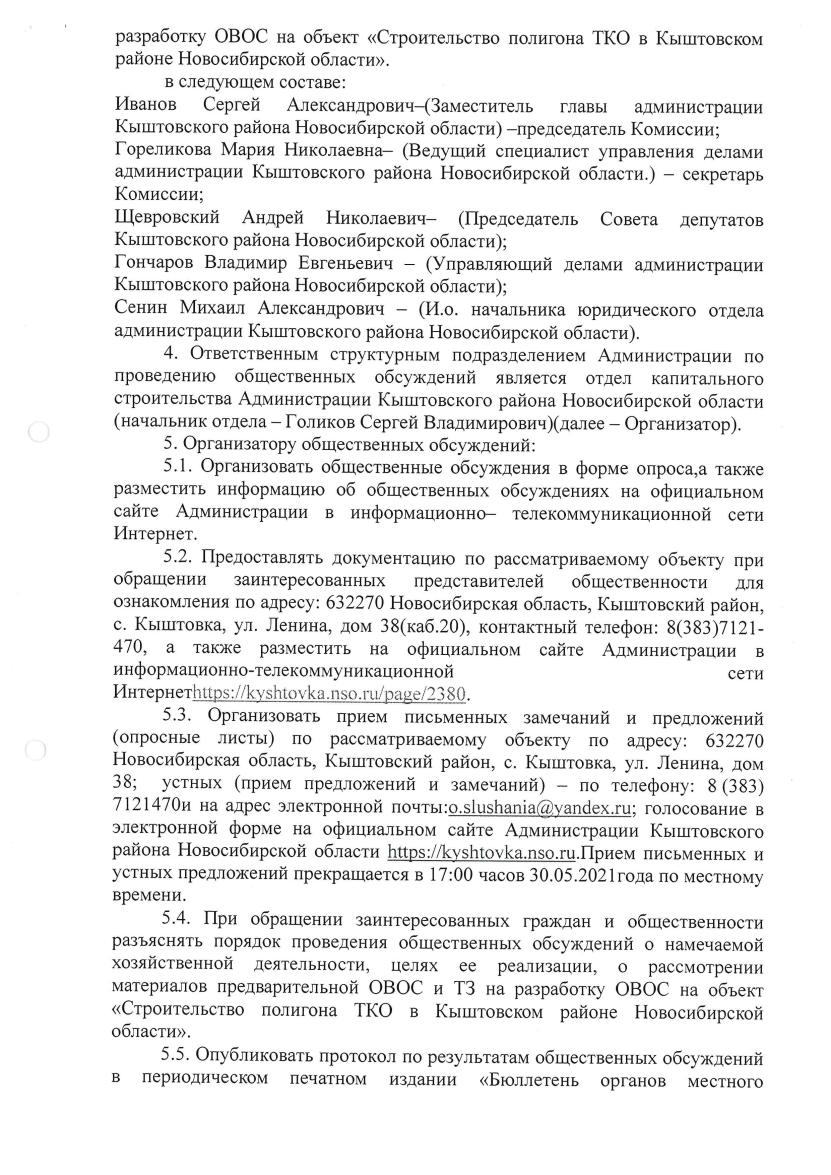 разработку ОВОС на объект «Строительство полигона ТКО в Кыштовском
районе Новосибирской области».
в следующем составе:
Иванов Сергей Александрович–(Заместитель главы администрации
Кыштовского района Новосибирской области) –председатель Комиссии;
Гореликова Мария Николаевна– (Ведущий специалист управления делами
администрации Кыштовского района Новосибирской области.) – секретарь
Комиссии;
Щевровский Андрей Николаевич– (Председатель Совета депутатов
Кыштовского района Новосибирской области);
Гончаров Владимир Евгеньевич – (Управляющий делами администрации
Кыштовского района Новосибирской области);
Сенин Михаил Александрович – (И.о. начальника юридического отдела
администрации Кыштовского района Новосибирской области).
4. Ответственным структурным подразделением Администрации по
проведению общественных обсуждений является отдел капитального
строительства Администрации Кыштовского района Новосибирской области
(начальник отдела – Голиков Сергей Владимирович)(далее – Организатор).
5. Организатору общественных обсуждений:
5.1. Организовать общественные обсуждения в форме опроса,а также
разместить информацию об общественных обсуждениях на официальном
сайте Администрации в информационно– телекоммуникационной сети
Интернет.
5.2. Предоставлять документацию по рассматриваемому объекту при
обращении заинтересованных представителей общественности для
ознакомления по адресу: 632270 Новосибирская область, Кыштовский район,
с. Кыштовка, ул. Ленина, дом 38(каб.20), контактный телефон: 8(383)7121-
470, а также разместить на официальном сайте Администрации в
информационно-телекоммуникационной сети
Интернетhttps://kyshtovka.nso.ru/page/2380.
5.3. Организовать прием письменных замечаний и предложений
(опросные листы) по рассматриваемому объекту по адресу: 632270
Новосибирская область, Кыштовский район, с. Кыштовка, ул. Ленина, дом
38; устных (прием предложений и замечаний) – по телефону: 8 (383)
7121470и на адрес электронной почты:o.slushania@yandex.ru; голосование в
электронной форме на официальном сайте Администрации Кыштовского
района Новосибирской области https://kyshtovka.nso.ru.Прием письменных и
устных предложений прекращается в 17:00 часов 30.05.2021года по местному
времени.
5.4. При обращении заинтересованных граждан и общественности
разъяснять порядок проведения общественных обсуждений о намечаемой
хозяйственной деятельности, целях ее реализации, о рассмотрении
материалов предварительной ОВОС и ТЗ на разработку ОВОС на объект
«Строительство полигона ТКО в Кыштовском районе Новосибирской
области».
5.5. Опубликовать протокол по результатам общественных обсуждений
в периодическом печатном издании «Бюллетень органов местного